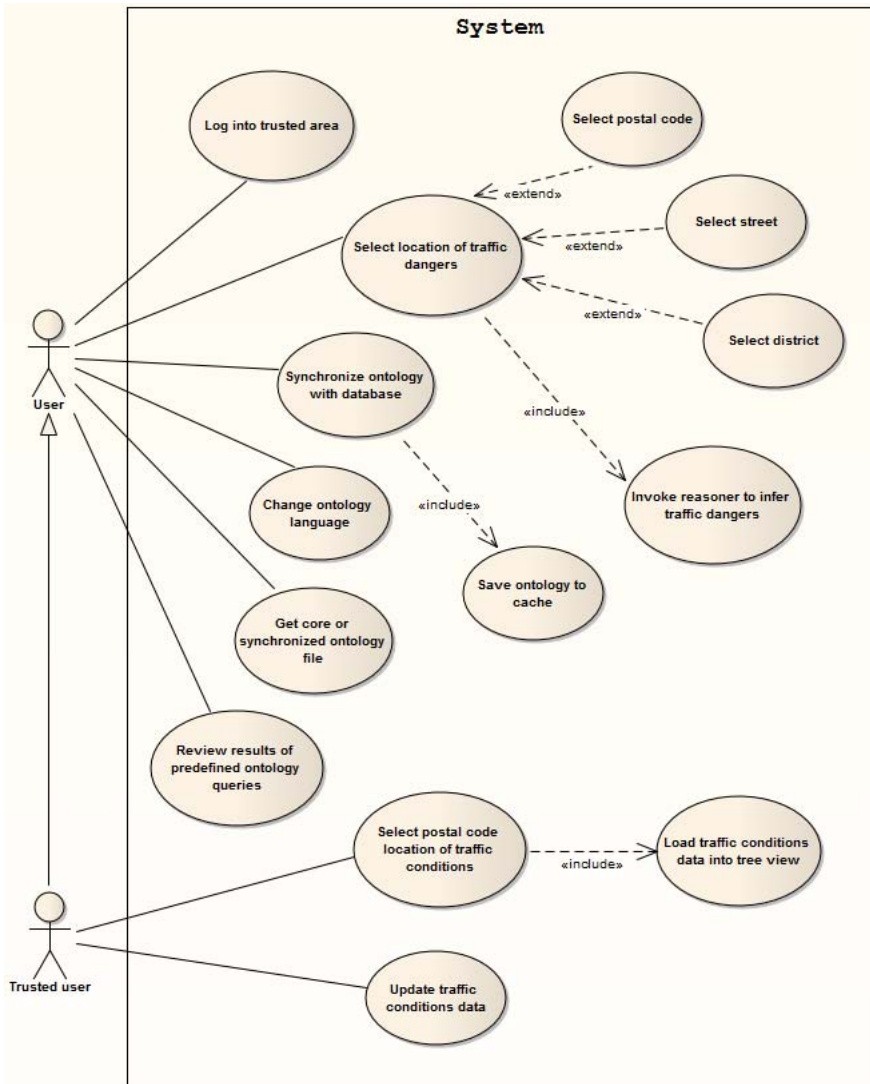 System
Log into trusted area
Select postal code
«extend»
Select location of traffic
dangers
Select street
«extend»
«extend»
Select district
User
Synchronize ontology
with database
«include»
Change ontology
language
«include»
Invoke reasoner to infer
traffic dangers
Save ontology to
cache
Get core or
synchronized ontology
file
Review results of
predefined ontology
queries
Select postal code
location of traffic
conditions
«include»
Load traffic conditions
data into tree view
Trusted user
Update traffic
conditions data